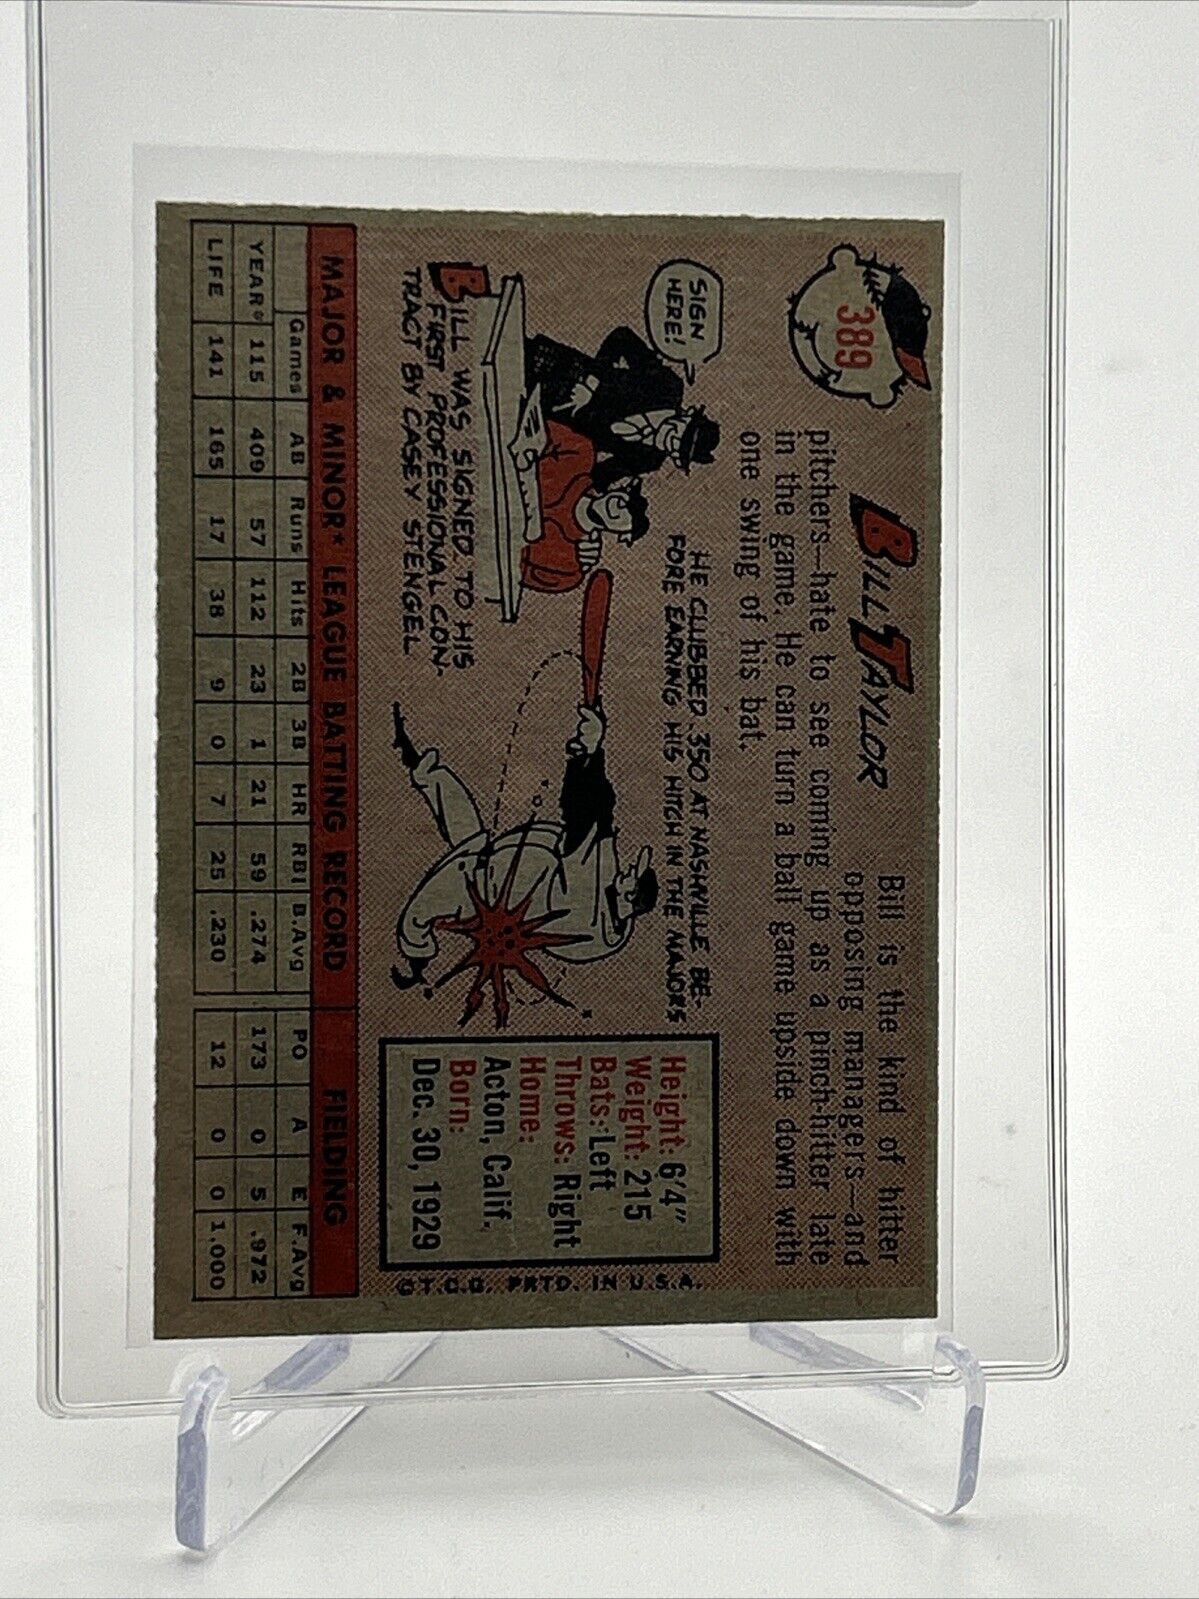 389
BILL TAYLOR
Bill is the kind of hitter
opposing managers—and
pitchers—hate to see coming up as a pinch-hitter late
in the game. He can turn a ball game upside down with
one swing of his bat.
SIGN
HERE!
BILL WAS SIGNED TO HIS
FIRST PROFESSIONAL CON-
TRACT BY CASEY STENGEL
HE CLUBBED .350 AT NASHVILLE BE-
FORE EARNING HIS HITCH IN THE MAJORS
Height: 6'4"
Weight: 215
Bats: Left
Throws: Right
Home:
Acton, Calif.
Born:
Dec. 30, 1929
©T.C.G. PRTD. IN U.S.A.
MAJOR & MINOR* LEAGUE BATTING RECORD FIELDING
Games AB Runs Hits 2B 3B HR RBI B.Avg PO A E F.Avg
YEAR* 115 409 57 112 23 1 21 59 .274 173 0 5 .972
LIFE 141 165 17 38 9 0 7 25 .230 12 0 0 1.000